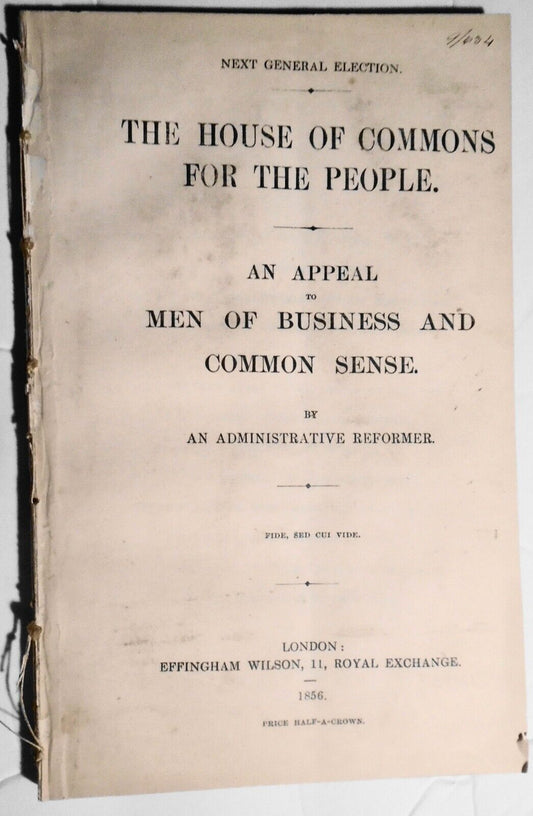 NEXT GENERAL ELECTION.
THE HOUSE OF COMMONS
FOR THE PEOPLE.
AN APPEAL
TO
MEN OF BUSINESS AND
COMMON SENSE.
BY
AN ADMINISTRATIVE REFORMER.
FIDE, SED CUI VIDE.
LONDON:
EFFINGHAM WILSON, 11, ROYAL EXCHANGE.
1856.
PRICE HALF-A-CROWN.